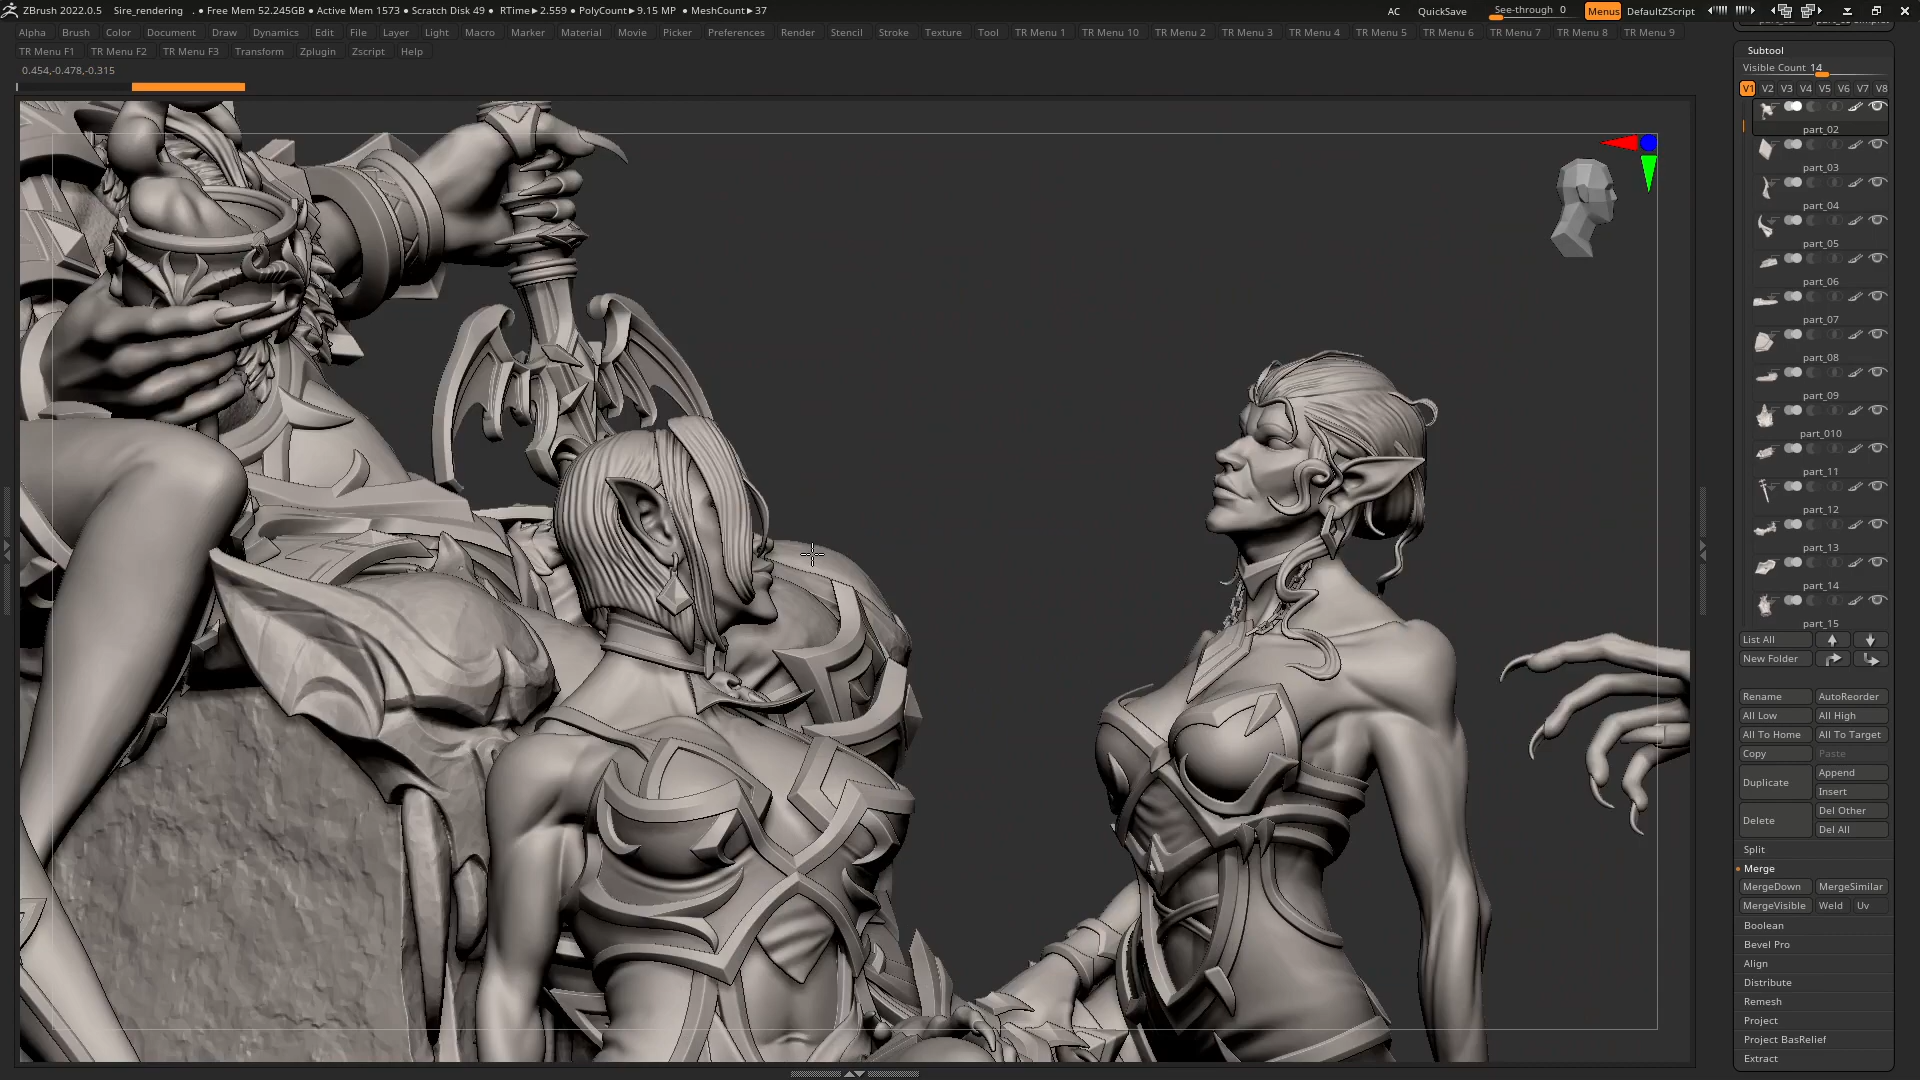 ZBrush 2022.0.5 Sire_rendering . • Free Mem 52.245GB • Active Mem 1573 • Scratch Disk 49 • RTime▶2.559 • PolyCount▶9.15 MP • MeshCount▶37 AC QuickSave See-through 0 Menus DefaultZScript
Alpha Brush Color Document Draw Dynamics Edit File Layer Light Macro Marker Material Movie Picker Preferences Render Stencil Stroke Texture Tool TR Menu 1 TR Menu 10 TR Menu 2 TR Menu 3 TR Menu 4 TR Menu 5 TR Menu 6 TR Menu 7 TR Menu 8 TR Menu 9
TR Menu F1 TR Menu F2 TR Menu F3 Transform Zplugin Zscript Help
0.454,-0.478,-0.315
Subtool
Visible Count 14
V1 V2 V3 V4 V5 V6 V7 V8
part_02
part_03
part_04
part_05
part_06
part_07
part_08
part_09
part_010
part_11
part_12
part_13
part_14
part_15
List All
New Folder
Rename AutoReorder
All Low All High
All To Home All To Target
Copy Paste
Duplicate Append
Insert
Delete Del Other
Del All
Split
Merge
MergeDown MergeSimilar
MergeVisible Weld Uv
Boolean
Bevel Pro
Align
Distribute
Remesh
Project
Project BasRelief
Extract